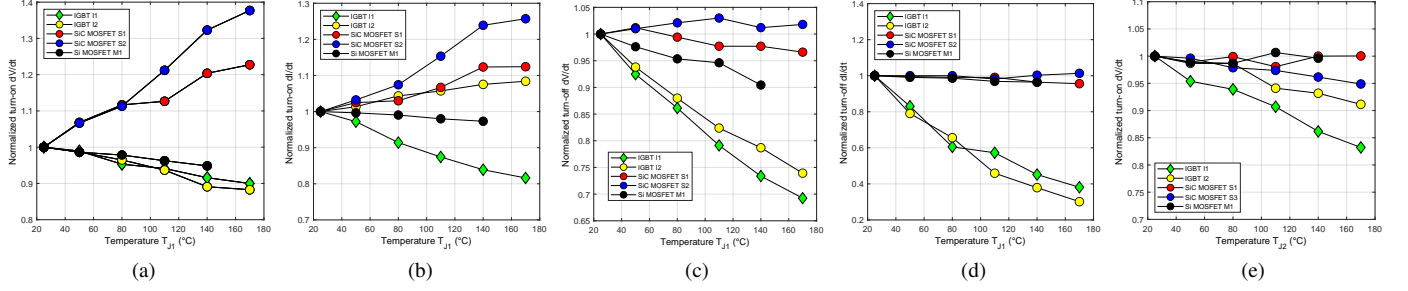 Normalized turn-on dV/dt
1.4
1.3
1.2
1.1
1
0.9
0.8
IGBT I1
IGBT I2
SiC MOSFET S1
SiC MOSFET S2
Si MOSFET M1
20 40 60 80 100 120 140 160 180
Temperature T_J1 (°C)
(a)
Normalized turn-on dI/dt
1.3
1.2
1.1
1
0.9
0.8
0.7
IGBT I1
IGBT I2
SiC MOSFET S1
SiC MOSFET S2
Si MOSFET M1
20 40 60 80 100 120 140 160 180
Temperature T_J1 (°C)
(b)
Normalized turn-off dV/dt
1.05
1
0.95
0.9
0.85
0.8
0.75
0.7
0.65
IGBT I1
IGBT I2
SiC MOSFET S1
SiC MOSFET S2
Si MOSFET M1
20 40 60 80 100 120 140 160 180
Temperature T_J1 (°C)
(c)
Normalized turn-off dI/dt
1.4
1.2
1
0.8
0.6
0.4
0.2
IGBT I1
IGBT I2
SiC MOSFET S1
SiC MOSFET S2
Si MOSFET M1
20 40 60 80 100 120 140 160 180
Temperature T_J1 (°C)
(d)
Normalized turn-on dV/dt
1.1
1.05
1
0.95
0.9
0.85
0.8
0.75
0.7
IGBT I1
IGBT I2
SiC MOSFET S1
SiC MOSFET S3
Si MOSFET M1
20 40 60 80 100 120 140 160 180
Temperature T_J2 (°C)
(e)